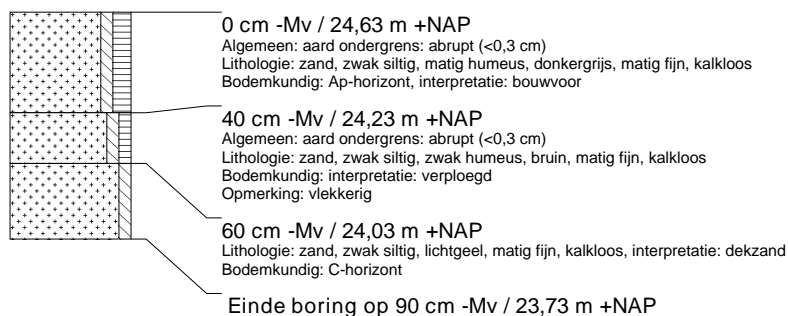 0 cm -Mv / 24,63 m +NAP
Algemeen: aard ondergrens: abrupt (<0,3 cm)
Lithologie: zand, zwak siltig, matig humeus, donkergrijs, matig fijn, kalkloos
Bodemkundig: Ap-horizont, interpretatie: bouwvoor
40 cm -Mv / 24,23 m +NAP
Algemeen: aard ondergrens: abrupt (<0,3 cm)
Lithologie: zand, zwak siltig, zwak humeus, bruin, matig fijn, kalkloos
Bodemkundig: interpretatie: verploegd
Opmerking: vlekkerig
60 cm -Mv / 24,03 m +NAP
Lithologie: zand, zwak siltig, lichtgeel, matig fijn, kalkloos, interpretatie: dekzand
Bodemkundig: C-horizont
Einde boring op 90 cm -Mv / 23,73 m +NAP